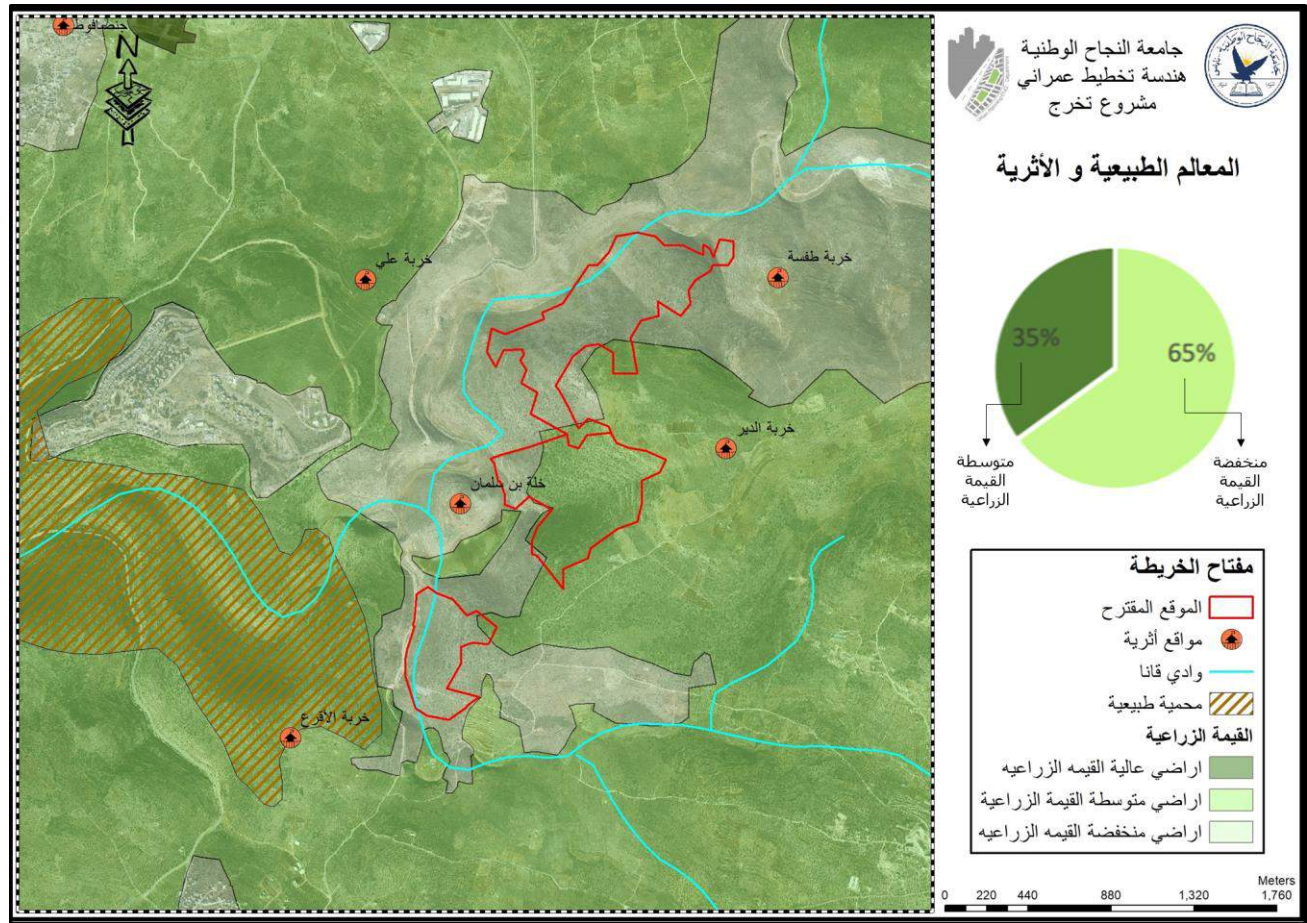 جامعة النجاح الوطنية
هندسة تخطيط عمراني
مشروع تخرج
المعالم الطبيعية و الأثرية
35%
65%
متوسطة
القيمة
الزراعية
منخفضة
القيمة
الزراعية
مفتاح الخريطة
الموقع المقترح
مواقع أثرية
وادي قانا
محمية طبيعية
القيمة الزراعية
اراضي عالية القيمه الزراعيه
اراضي متوسطة القيمة الزراعية
اراضي منخفضة القيمه الزراعيه
Meters
0 220 440 880 1,320 1,760
N
خربة علي
خربة طفسة
خربة الدير
خلة بن سلمان
خربة الأقرع